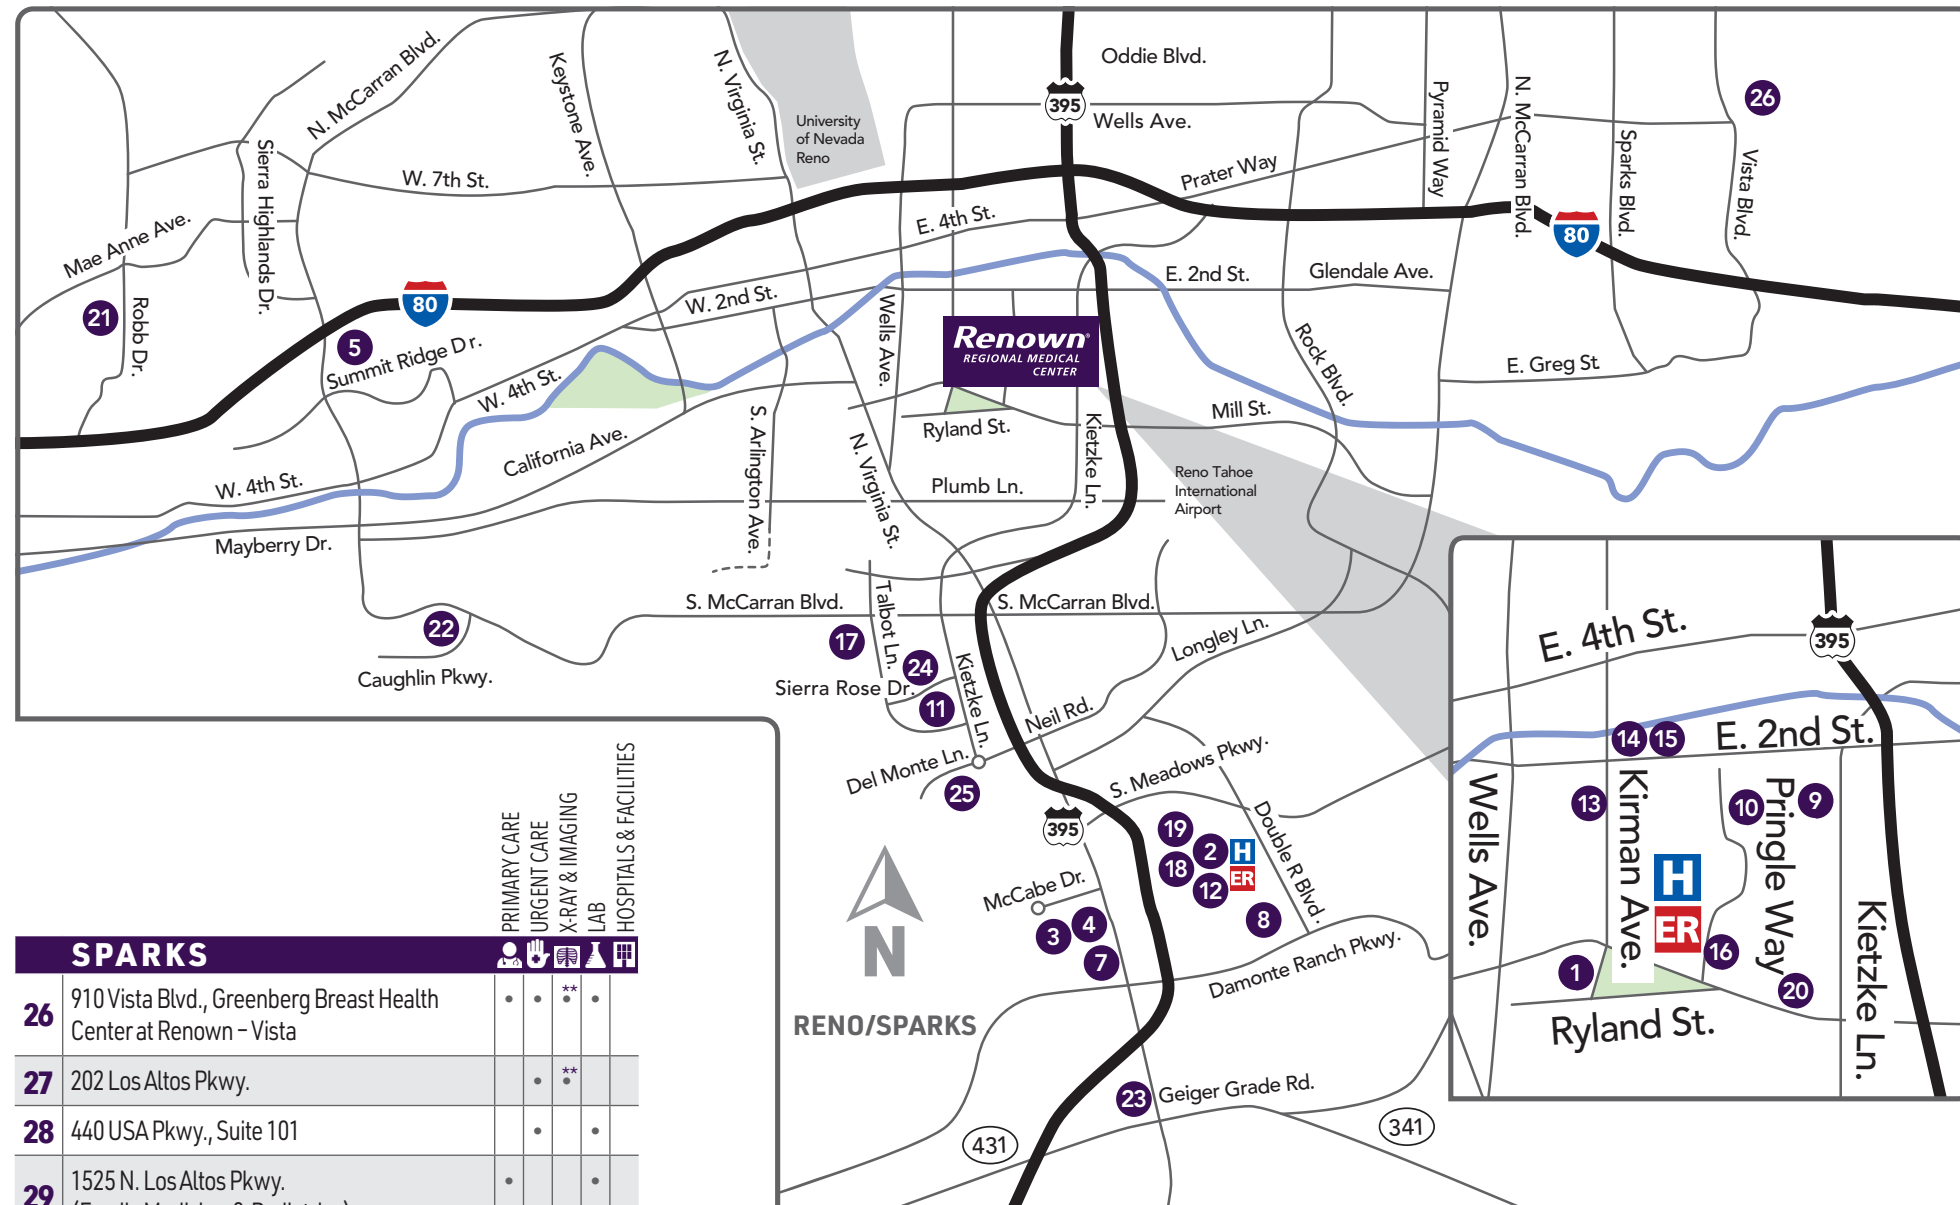 Oddie Blvd.
395
Wells Ave.
N. McCarran Blvd.
Keystone Ave.
N. Virginia St.
University
of Nevada
Reno
Pyramid Way
N. McCarran Blvd.
Sparks Blvd.
Vista Blvd.
26
Sierra Highlands Dr.
W. 7th St.
Prater Way
E. 4th St.
Mae Anne Ave.
80
80
21
Robb Dr.
5
Summit Ridge Dr.
W. 2nd St.
E. 2nd St.
Glendale Ave.
Wells Ave.
Renown®
REGIONAL MEDICAL
CENTER
Rock Blvd.
E. Greg St.
W. 4th St.
S. Arlington Ave.
California Ave.
Ryland St.
Kietzke Ln.
Mill St.
N. Virginia St.
W. 4th St.
Plumb Ln.
Reno Tahoe
International
Airport
Mayberry Dr.
22
Caughlin Pkwy.
S. McCarran Blvd.
S. McCarran Blvd.
Talbot Ln.
17
24
Sierra Rose Dr.
11
Kietzke Ln.
Longley Ln.
Neil Rd.
Del Monte Ln.
25
S. Meadows Pkwy.
Double R Blvd.
395
19
2
H
18
12
ER
8
McCabe Dr.
3
4
7
Damonte Ranch Pkwy.
N
RENO/SPARKS
23
Geiger Grade Rd.
431
341
E. 4th St.
395
14
15
E. 2nd St.
Wells Ave.
13
Kirman Ave.
10
Pringle Way
9
H
ER
16
1
20
Ryland St.
Kietzke Ln.
PRIMARY CARE
URGENT CARE
X-RAY & IMAGING
LAB
HOSPITALS & FACILITIES
SPARKS
26 910 Vista Blvd., Greenberg Breast Health • • •** •
Center at Renown – Vista
27 202 Los Altos Pkwy. • •**
28 440 USA Pkwy., Suite 101 • •
29 1525 N. Los Altos Pkwy. • •